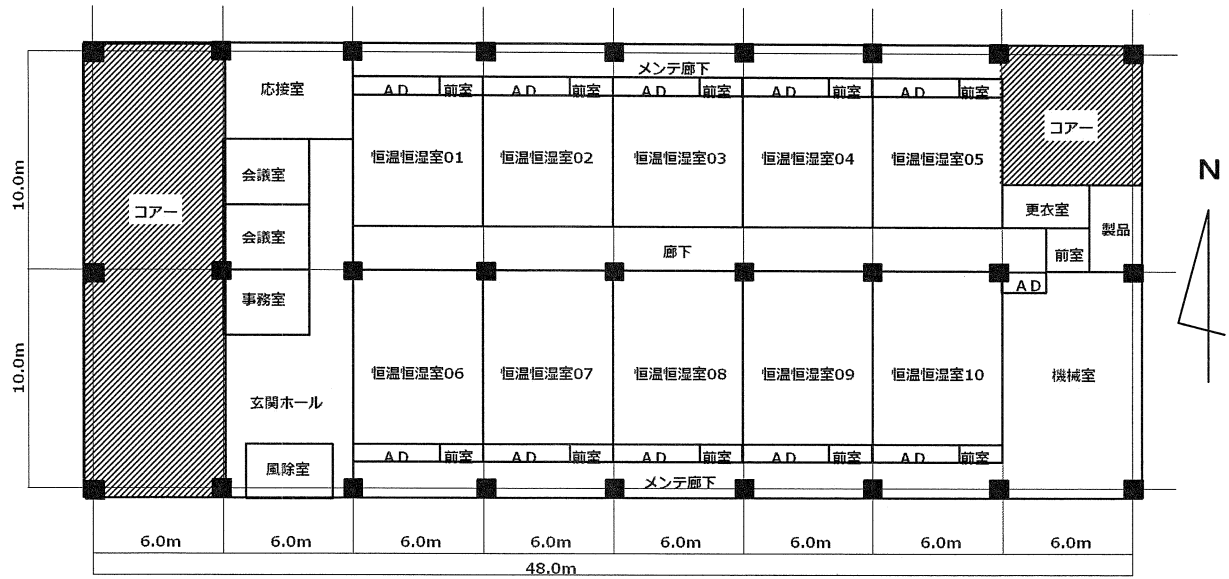 メンテ廊下
AD 前室 AD 前室 AD 前室 AD 前室 AD 前室
応接室
コアー
恒温恒湿室01 恒温恒湿室02 恒温恒湿室03 恒温恒湿室04 恒温恒湿室05
会議室
N
10.0m
コアー
更衣室
製品
会議室
廊下
前室
AD
事務室
10.0m
恒温恒湿室06 恒温恒湿室07 恒温恒湿室08 恒温恒湿室09 恒温恒湿室10
機械室
玄関ホール
AD 前室 AD 前室 AD 前室 AD 前室 AD 前室
風除室
メンテ廊下
6.0m 6.0m 6.0m 6.0m 6.0m 6.0m 6.0m 6.0m
48.0m